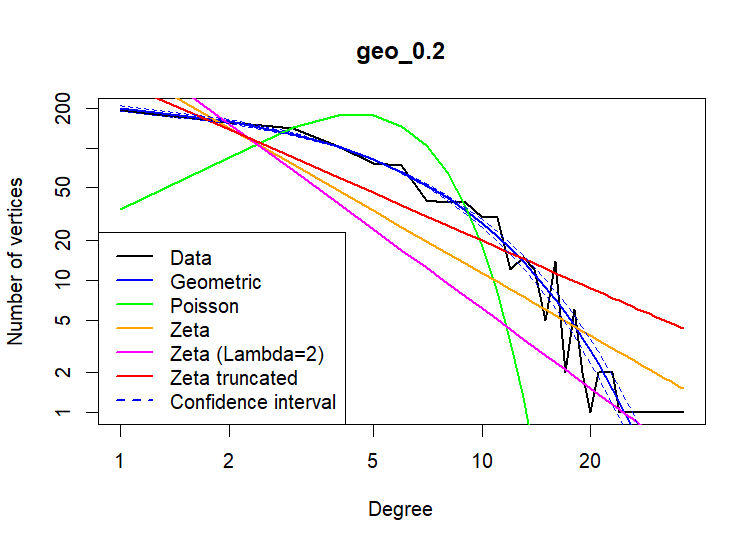 geo_0.2
Number of vertices
200
50
20
10
5
2
1
Data
Geometric
Poisson
Zeta
Zeta (Lambda=2)
Zeta truncated
Confidence interval
1 2 5 10 20
Degree